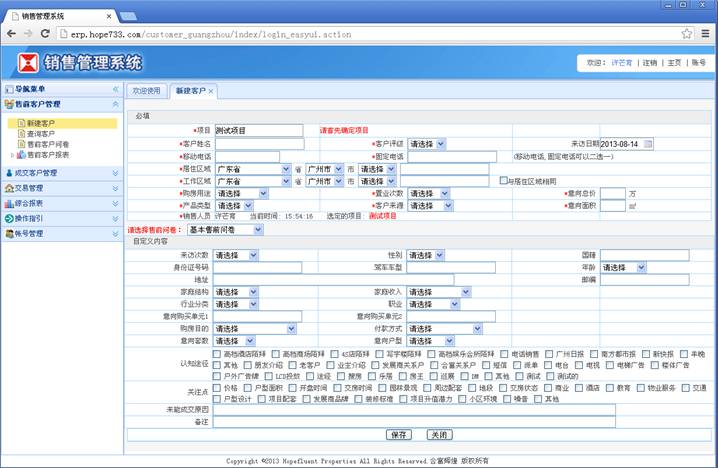 销售管理系统
erp.hope733.com/customer_guangzhou/index/login_easyui.action
销售管理系统
欢迎: 许芒育 | 注销 | 主页 | 账号
导航菜单
欢迎使用 新建客户
售前客户管理
新建客户
查询客户
售前客户问卷
售前客户报表
成交客户管理
交易管理
综合报表
操作指引
帐号管理
必填
*项目 测试项目 请首先确定项目
*客户姓名 *客户评级 请选择 来访日期 2013-08-14
*移动电话 *固定电话 (移动电话, 固定电话可以二选一)
*居住区域 广东省 省 广州市 市 请选择
*工作区域 广东省 省 广州市 市 请选择 与居住区域相同
*购房用途 请选择 *置业次数 请选择 *意向总价 万
*产品类型 请选择 *客户来源 请选择 *意向面积 ㎡
*销售人员 许芒育 当前时间: 15:54:16 选定的项目: 测试项目
请选择售前问卷: 基本售前问卷
自定义内容
来访次数 请选择 性别 请选择 国籍
身份证号码 驾车车型 年龄 请选择
地址 邮编
家庭结构 请选择 家庭收入 请选择
行业分类 请选择 职业 请选择
意向购买单元1 意向购买单元2
购房目的 请选择 付款方式 请选择
意向套数 请选择 意向户型 请选择
认知途径 高档酒店陌拜 高档商场陌拜 4S店陌拜 写字楼陌拜 高档娱乐会所陌拜 电话销售 广州日报 南方都市报 新快报 羊晚
其他 朋友介绍 老客户 业主介绍 发展商关系户 合富关系户 短信 派单 电台 电视 电梯广告 楼体广告
户外广告牌 LCD投放 途经 搜房 乐居 房王 巡展 DM 其他 测试 测试的
关注点 价格 户型面积 开盘时间 交房时间 园林景观 周边配套 地段 交房状态 商业 酒店 教育 物业服务 交通
户型设计 项目配套 发展商品牌 装修标准 项目升值潜力 小区环境 噪音 其他
未能成交原因
备注
保存 关闭
Copyright ©2013 Hopefluent Properties All Rights Reserved.合富辉煌 版权所有